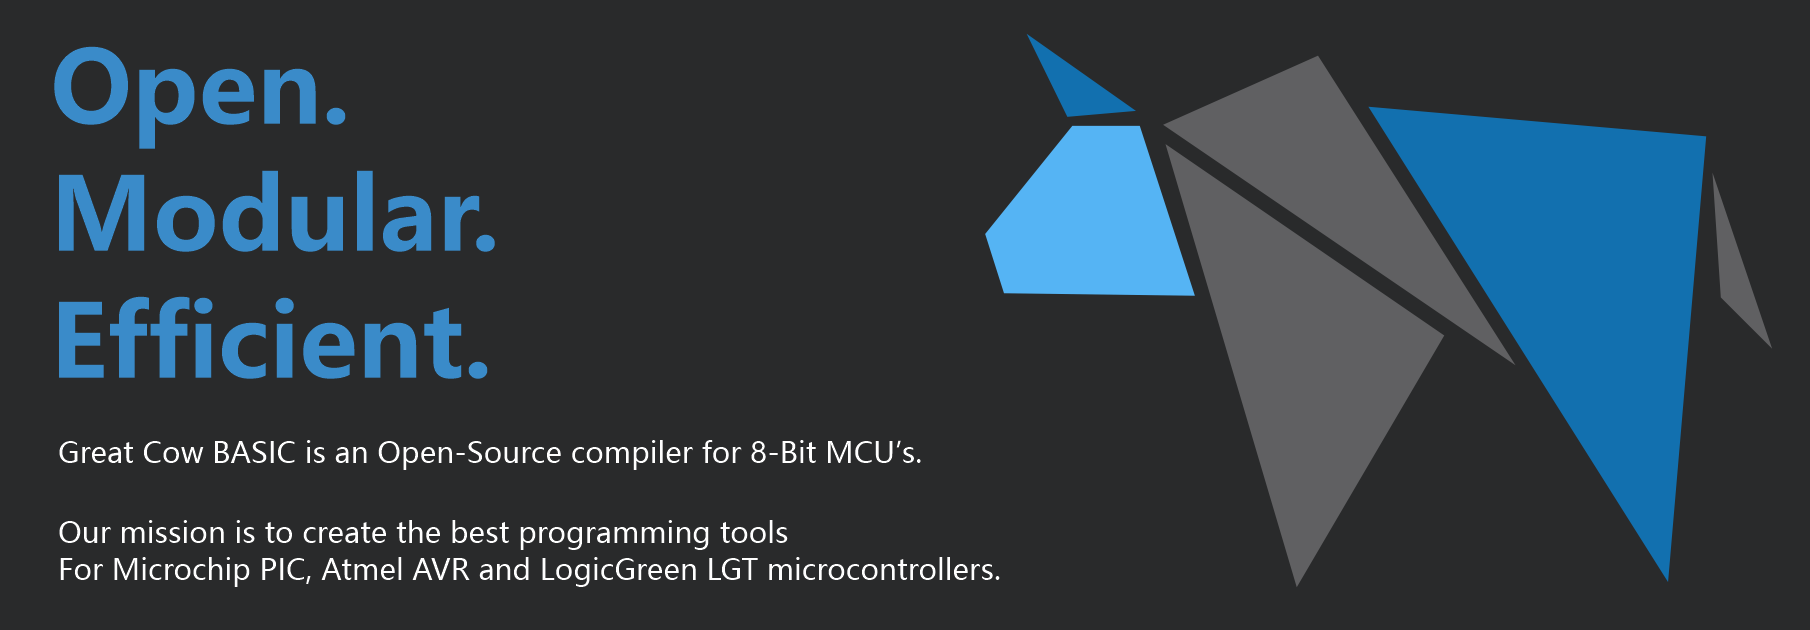 Open.
Modular.
Efficient.
Great Cow BASIC is an Open-Source compiler for 8-Bit MCU’s.
Our mission is to create the best programming tools
For Microchip PIC, Atmel AVR and LogicGreen LGT microcontrollers.